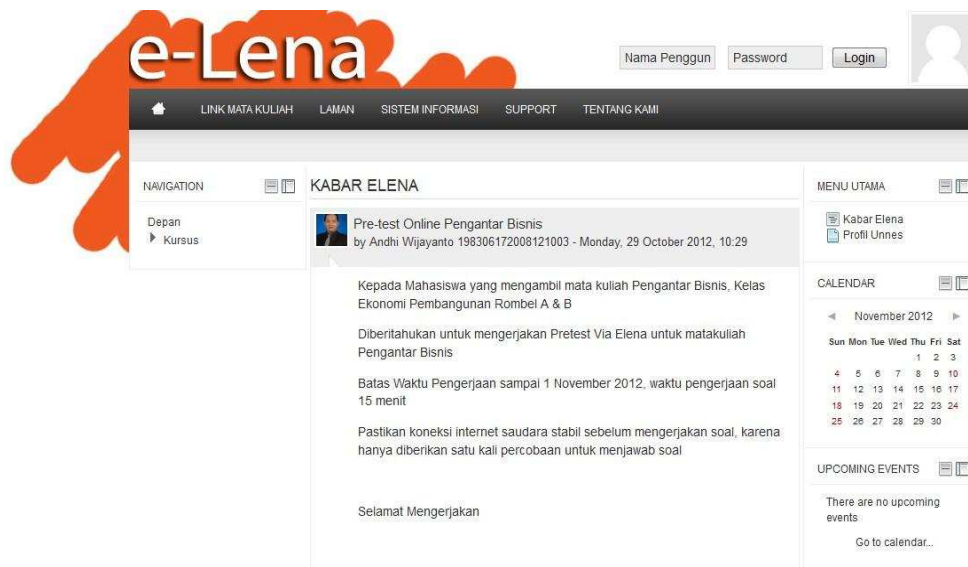 e-Lena
Nama Penggun Password Login
LINK MATA KULIAH LAMAN SISTEM INFORMASI SUPPORT TENTANG KAMI
NAVIGATION
Depan
Kursus
KABAR ELENA
Pre-test Online Pengantar Bisnis
by Andhi Wijayanto 198306172008121003 - Monday, 29 October 2012, 10:29
Kepada Mahasiswa yang mengambil mata kuliah Pengantar Bisnis, Kelas
Ekonomi Pembangunan Rombel A & B
Diberitahukan untuk mengerjakan Pretest Via Elena untuk matakuliah
Pengantar Bisnis
Batas Waktu Pengerjaan sampai 1 November 2012, waktu pengerjaan soal
15 menit
Pastikan koneksi internet saudara stabil sebelum mengerjakan soal, karena
hanya diberikan satu kali percobaan untuk menjawab soal
Selamat Mengerjakan
MENU UTAMA
Kabar Elena
Profil Unnes
CALENDAR
November 2012
Sun Mon Tue Wed Thu Fri Sat
1 2 3
4 5 6 7 8 9 10
11 12 13 14 15 16 17
18 19 20 21 22 23 24
25 26 27 28 29 30
UPCOMING EVENTS
There are no upcoming
events
Go to calendar...